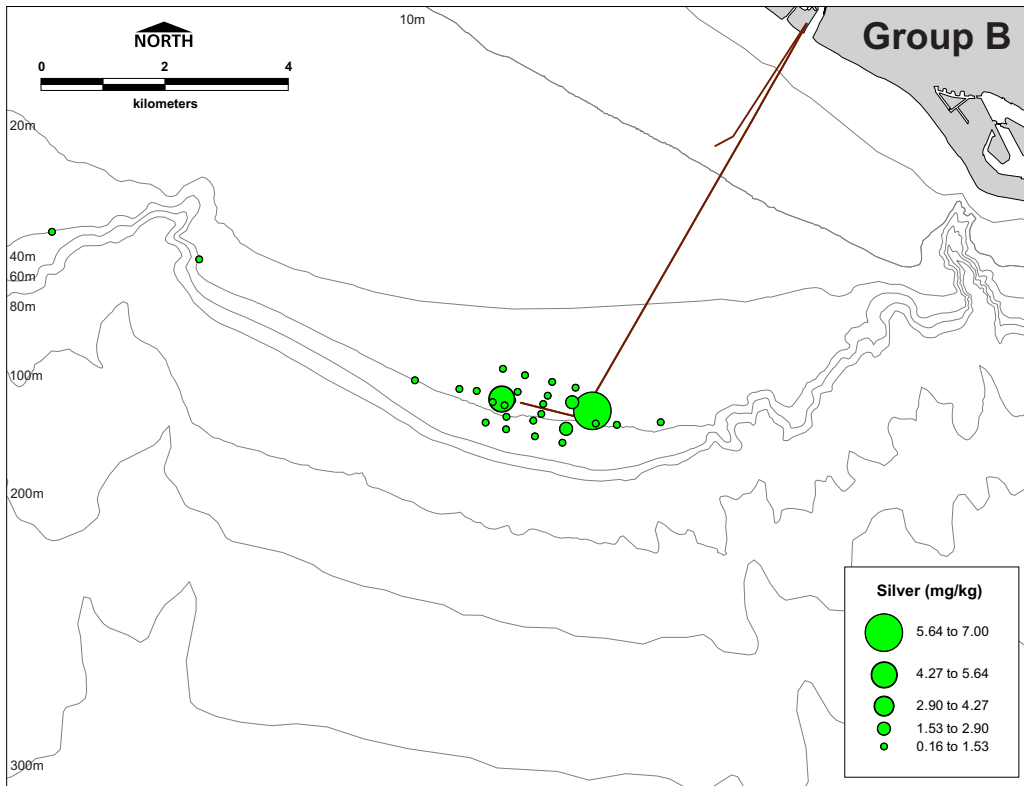 10m
NORTH
Group B
0 2 4
kilometers
20m
40m
60m
80m
100m
200m
300m
Silver (mg/kg)
5.64 to 7.00
4.27 to 5.64
2.90 to 4.27
1.53 to 2.90
0.16 to 1.53